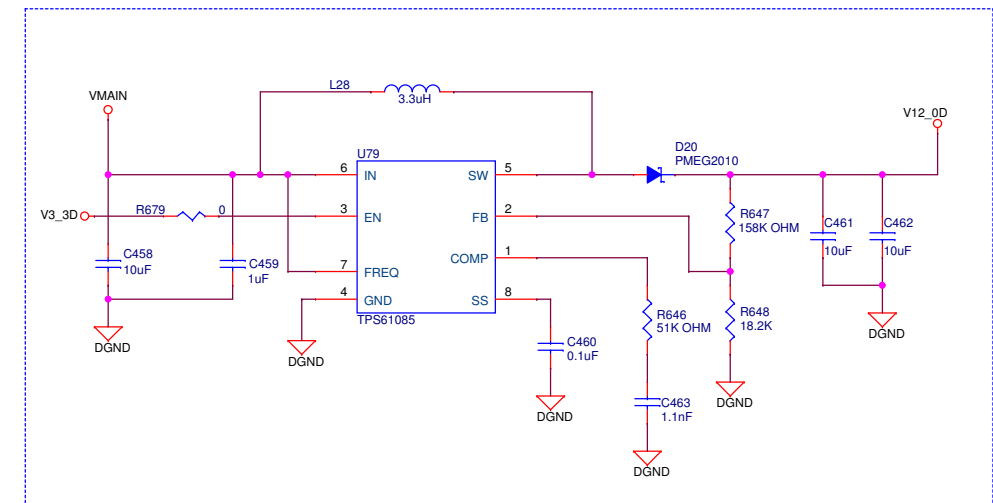 L28
3.3uH
VMAIN
V12_0D
D20
PMEG2010
U79
6
IN
SW
5
V3_3D
R679
0
3
EN
FB
2
R647
158K OHM
C461
10uF
C462
10uF
C458
10uF
C459
1uF
COMP
1
7
FREQ
4
GND
SS
8
TPS61085
R646
51K OHM
R648
18.2K
DGND
DGND
DGND
C460
0.1uF
DGND
DGND
C463
1.1nF
DGND